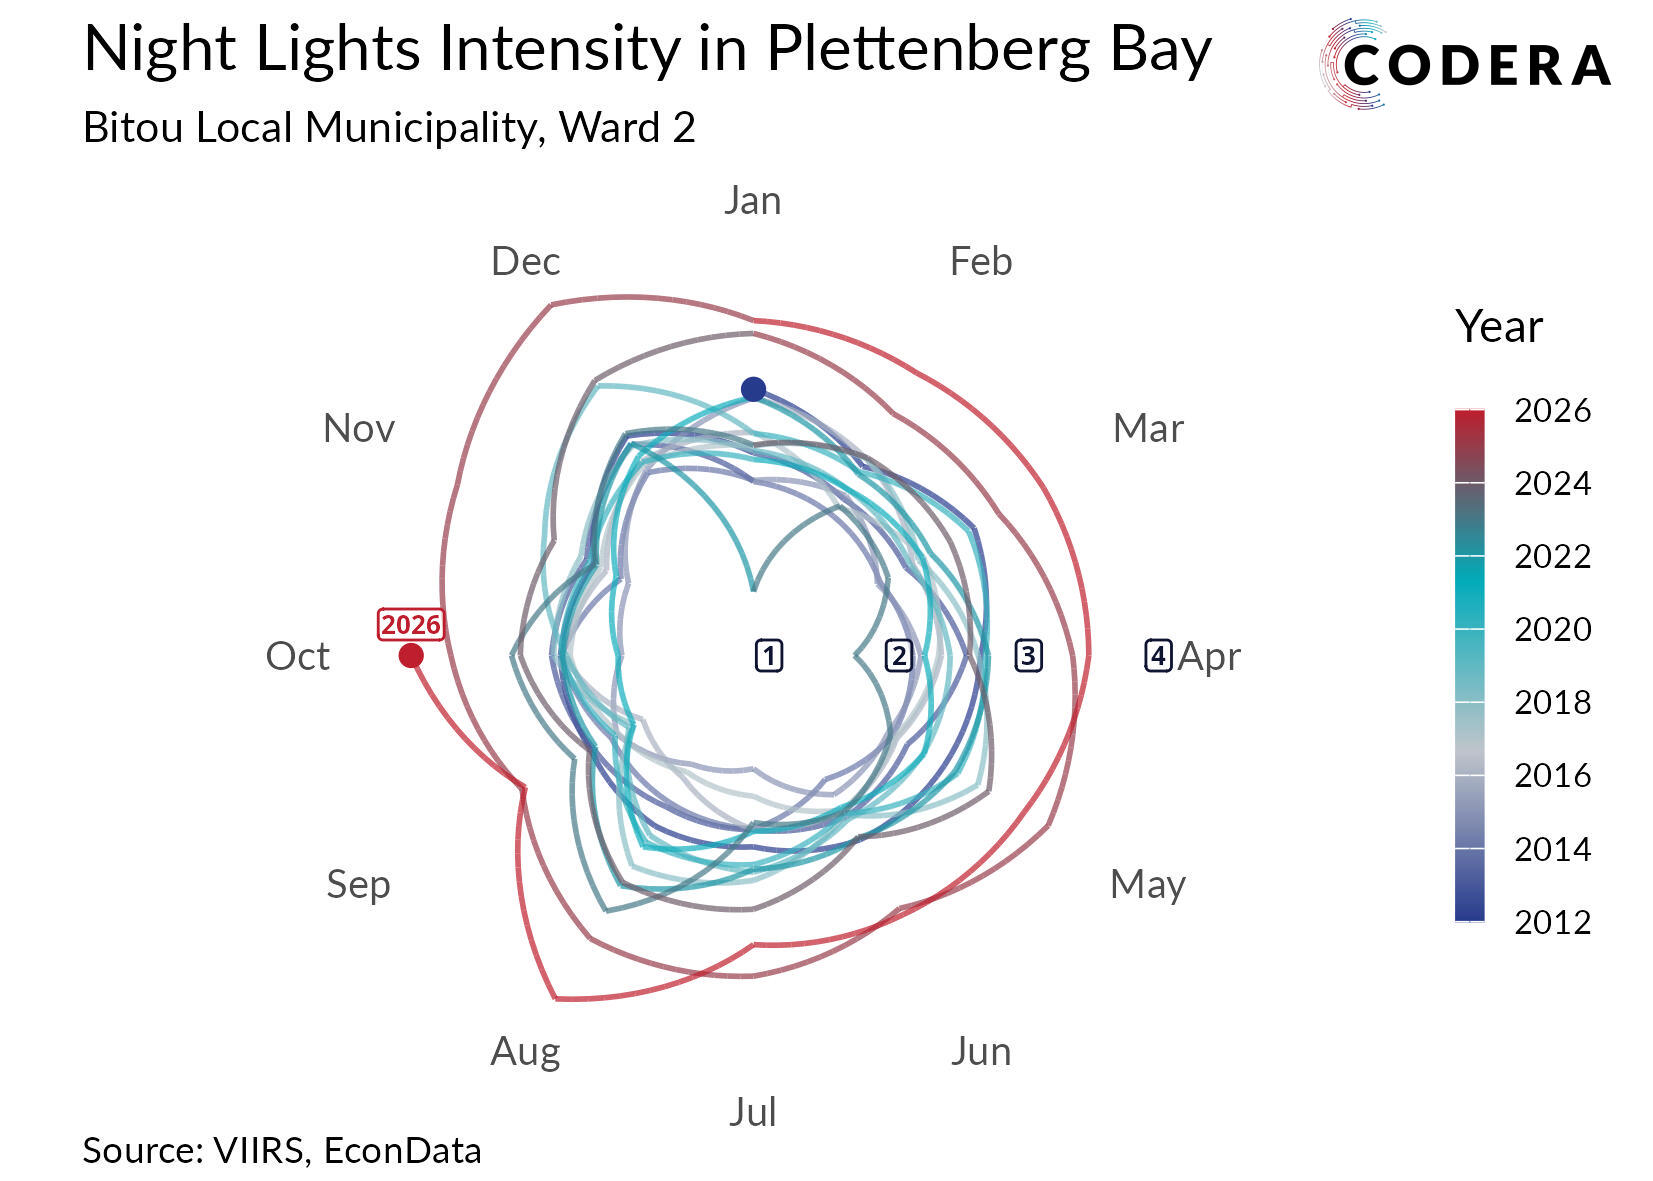 Night Lights Intensity in Plettenberg Bay
CODERA
Bitou Local Municipality, Ward 2
Jan
Dec
Feb
Nov
Mar
2026
Oct
1
2
3
4
Apr
Sep
May
Aug
Jun
Jul
Year
2026
2024
2022
2020
2018
2016
2014
2012
Source: VIIRS, EconData